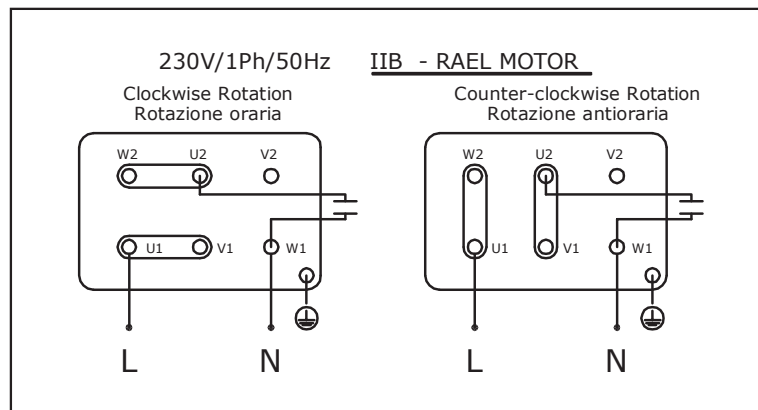 230V/1Ph/50Hz IIB - RAEL MOTOR
Clockwise Rotation
Rotazione oraria
W2 U2 V2
U1 V1 W1
L N
Counter-clockwise Rotation
Rotazione antioraria
W2 U2 V2
U1 V1 W1
L N